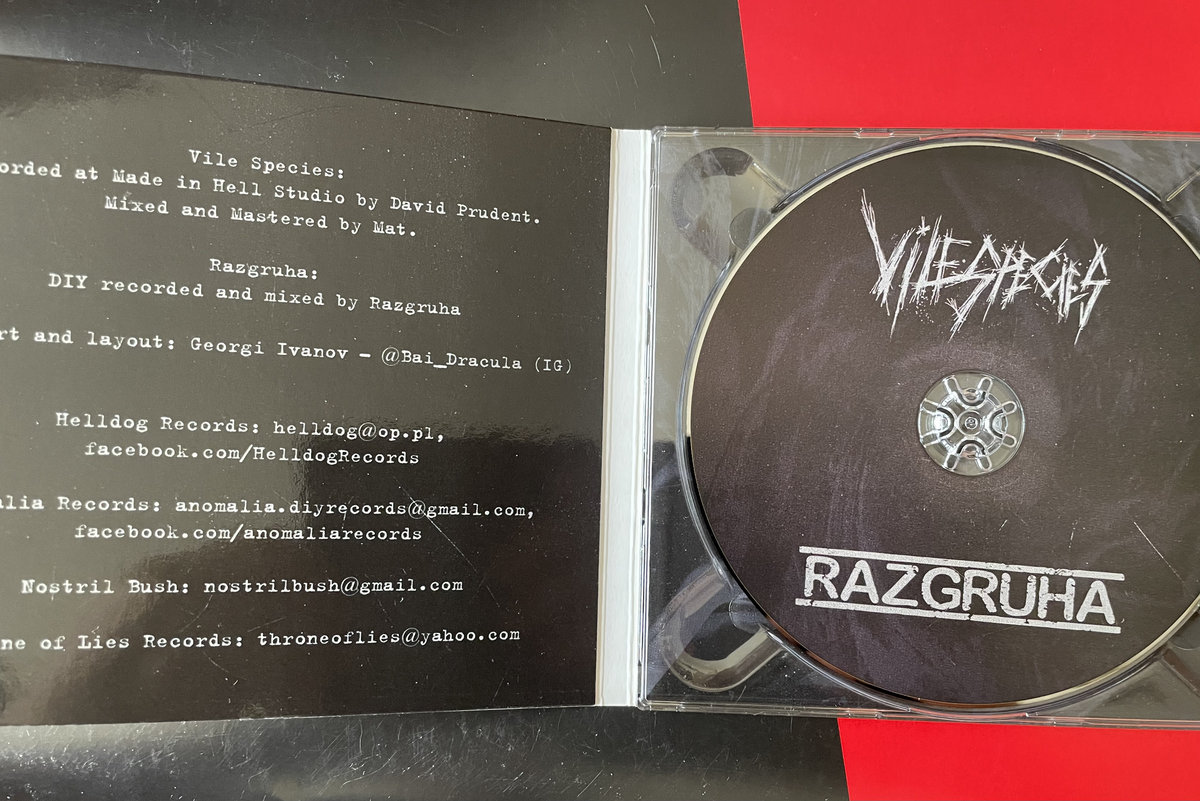 Vile Species:
orded at Made in Hell Studio by David Prudent.
Mixed and Mastered by Mat.
Razgruha:
DIY recorded and mixed by Razgruha
rt and layout: Georgi Ivanov - @Bai_Dracula (IG)
Helldog Records: helldog@op.pl,
facebook.com/HelldogRecords
alia Records: anomalia.diyrecords@gmail.com,
facebook.com/anomaliarecords
Nostril Bush: nostrilbush@gmail.com
ne of Lies Records: throneoflies@yahoo.com
VILE SPECIES
RAZGRUHA